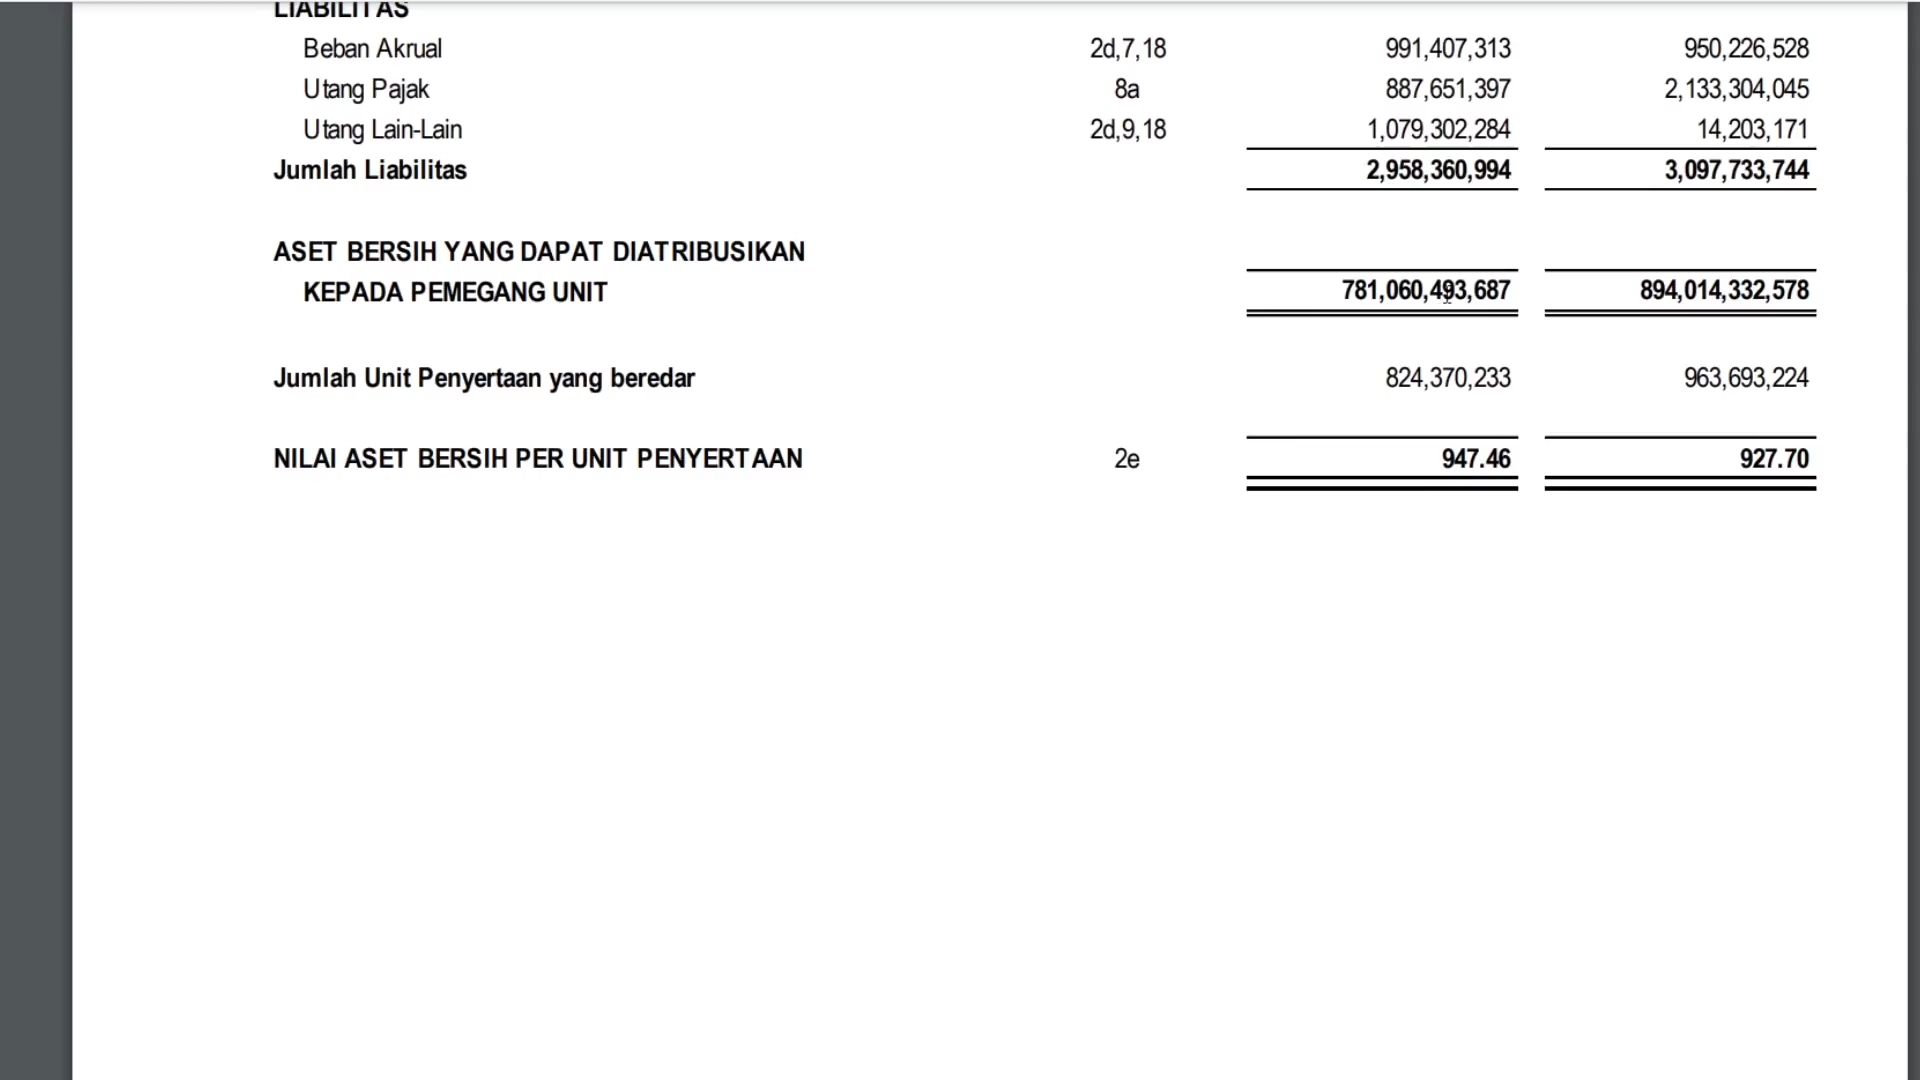 LIABILITAS
Beban Akrual 2d,7,18 991,407,313 950,226,528
Utang Pajak 8a 887,651,397 2,133,304,045
Utang Lain-Lain 2d,9,18 1,079,302,284 14,203,171
Jumlah Liabilitas 2,958,360,994 3,097,733,744
ASET BERSIH YANG DAPAT DIATRIBUSIKAN
KEPADA PEMEGANG UNIT 781,060,493,687 894,014,332,578
Jumlah Unit Penyertaan yang beredar 824,370,233 963,693,224
NILAI ASET BERSIH PER UNIT PENYERTAAN 2e 947.46 927.70